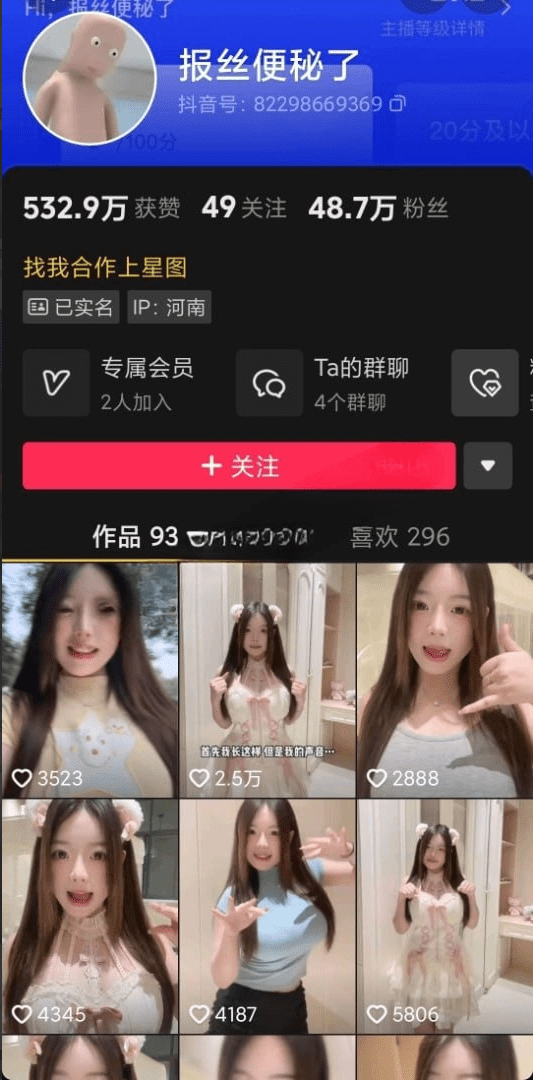 Hi，报丝便秘了
主播等级详情
报丝便秘了
抖音号：82298669369
/100分
20分及以
532.9万 获赞 49 关注 48.7万 粉丝
找我合作上星图
已实名 IP：河南
专属会员
2人加入
Ta的群聊
4个群聊
+ 关注
作品 93
喜欢 296
3523
首先我长这样 但是我的声音…
2.5万
2888
4345
4187
5806